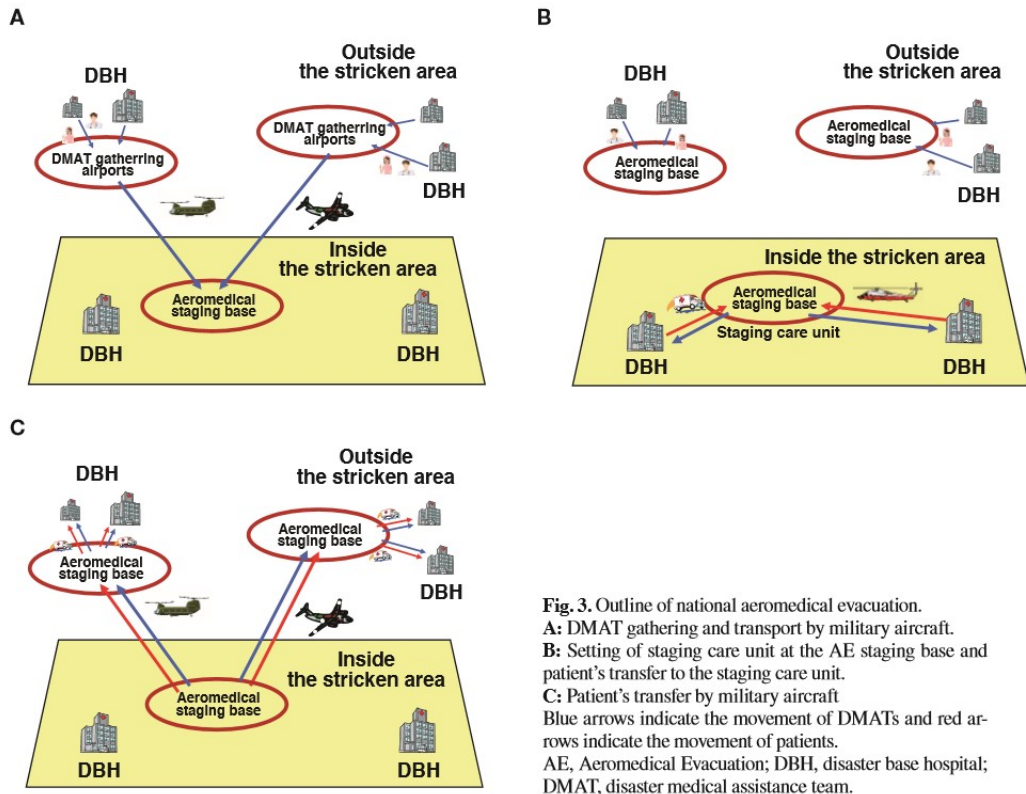 A
Outside
the stricken area
DBH
DMAT gatherring
airports
DMAT gatherring
airports
DBH
Inside
the stricken area
Aeromedical
staging base
DBH
DBH
B
Outside
the stricken area
DBH
Aeromedical
staging base
Aeromedical
staging base
DBH
Inside the stricken area
Aeromedical
staging base
Staging care unit
DBH
DBH
C
Outside
the stricken area
DBH
Aeromedical
staging base
Aeromedical
staging base
DBH
Inside
the stricken area
Aeromedical
staging base
DBH
DBH
Fig. 3. Outline of national aeromedical evacuation.
A: DMAT gathering and transport by military aircraft.
B: Setting of staging care unit at the AE staging base and
patient's transfer to the staging care unit.
C: Patient's transfer by military aircraft
Blue arrows indicate the movement of DMATs and red ar-
rows indicate the movement of patients.
AE, Aeromedical Evacuation; DBH, disaster base hospital;
DMAT, disaster medical assistance team.